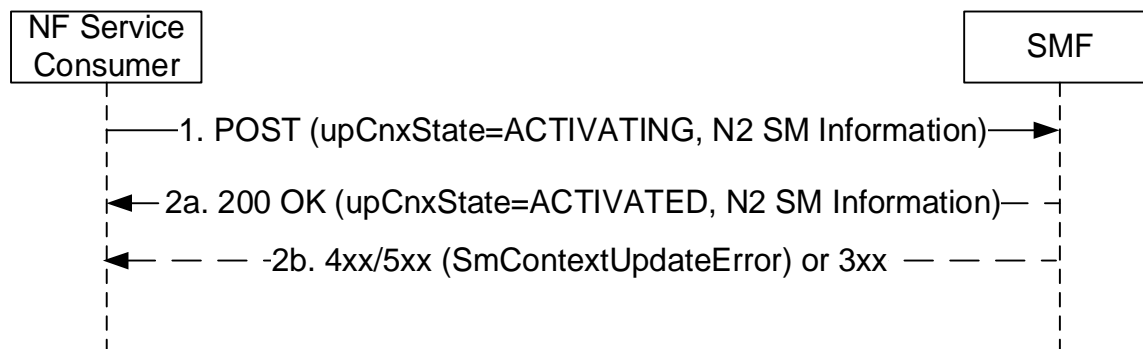 NF Service
Consumer
SMF
1. POST (upCnxState=ACTIVATING, N2 SM Information)
2a. 200 OK (upCnxState=ACTIVATED, N2 SM Information)
2b. 4xx/5xx (SmContextUpdateError) or 3xx